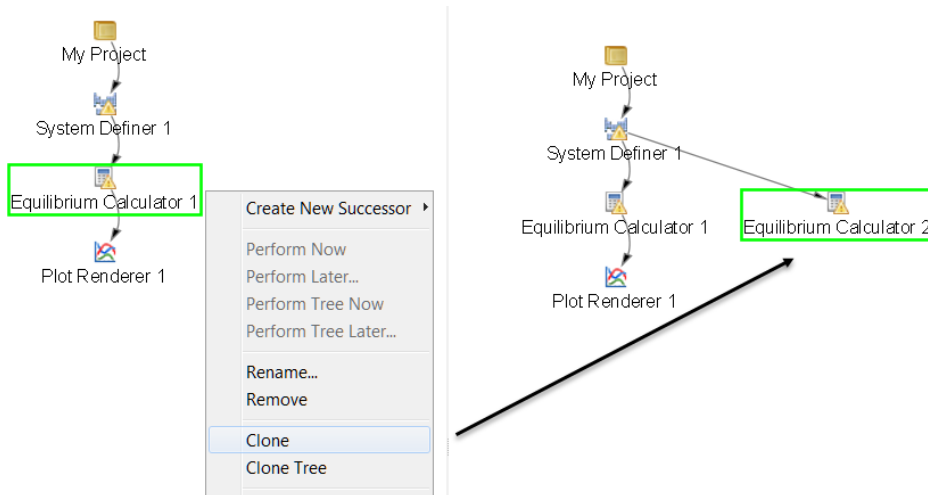 My Project
System Definer 1
Equilibrium Calculator 1
Plot Renderer 1
Create New Successor
Perform Now
Perform Later...
Perform Tree Now
Perform Tree Later...
Rename...
Remove
Clone
Clone Tree
My Project
System Definer 1
Equilibrium Calculator 1
Equilibrium Calculator 2
Plot Renderer 1